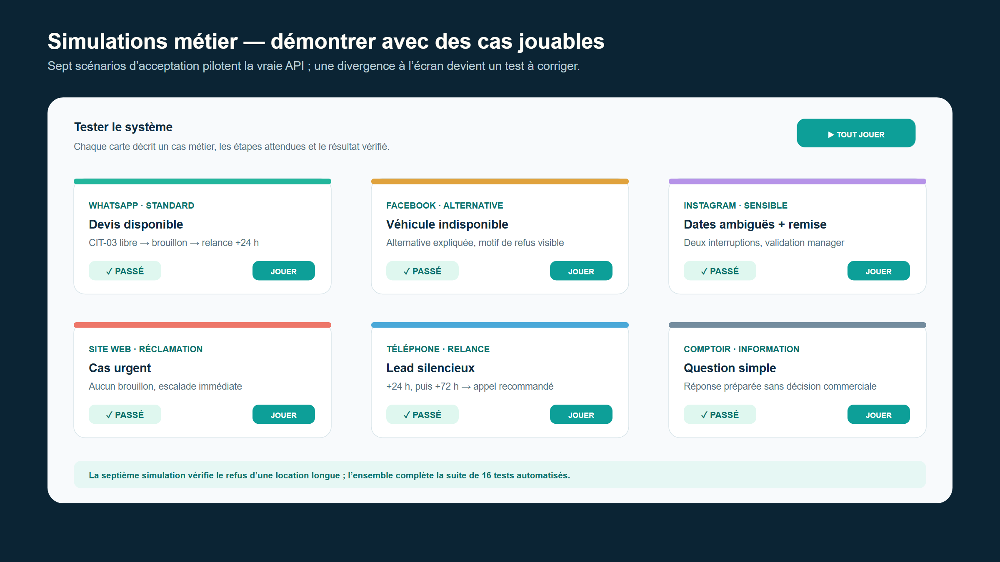 Simulations métier — démontrer avec des cas jouables
Sept scénarios d’acceptation pilotent la vraie API ; une divergence à l’écran devient un test à corriger.
Tester le système
Chaque carte décrit un cas métier, les étapes attendues et le résultat vérifié.
▶ TOUT JOUER
WHATSAPP · STANDARD
Devis disponible
CIT-03 libre → brouillon → relance +24 h
✓ PASSÉ
JOUER
FACEBOOK · ALTERNATIVE
Véhicule indisponible
Alternative expliquée, motif de refus visible
✓ PASSÉ
JOUER
INSTAGRAM · SENSIBLE
Dates ambiguës + remise
Deux interruptions, validation manager
✓ PASSÉ
JOUER
SITE WEB · RÉCLAMATION
Cas urgent
Aucun brouillon, escalade immédiate
✓ PASSÉ
JOUER
TÉLÉPHONE · RELANCE
Lead silencieux
+24 h, puis +72 h → appel recommandé
✓ PASSÉ
JOUER
COMPTOIR · INFORMATION
Question simple
Réponse préparée sans décision commerciale
✓ PASSÉ
JOUER
La septième simulation vérifie le refus d’une location longue ; l’ensemble complète la suite de 16 tests automatisés.